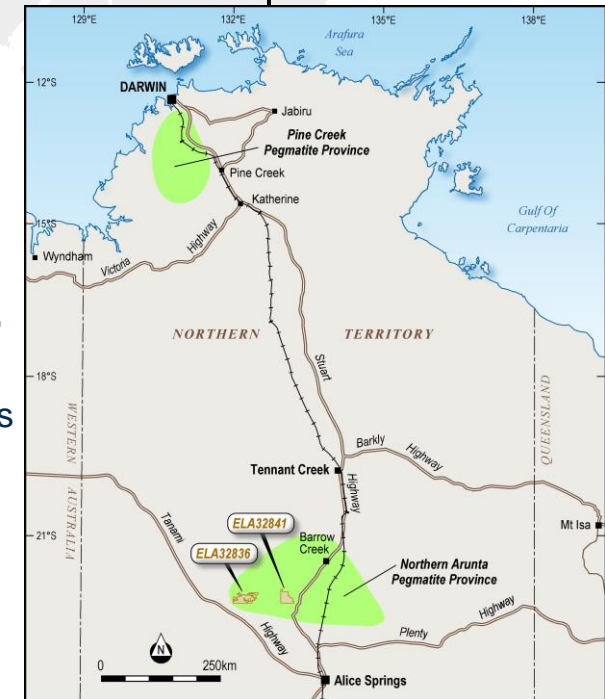 129°E
132°E
135°E
138°E
Arafura
Sea
12°S
DARWIN
Jabiru
Pine Creek
Pegmatite Province
Pine Creek
Katherine
15°S
Gulf Of
Carpentaria
Wyndham
Victoria
Highway
NORTHERN
TERRITORY
Stuart
18°S
s
WESTERN
AUSTRALIA
QUEENSLAND
Barkly
Highway
Tennant Creek
Highway
Tanami
Highway
21°S
Mt Isa
ELA32841
ELA32836
Barrow
Creek
Northern Arunta
Pegmatite Province
Plenty
Highway
N
0
250km
Alice Springs